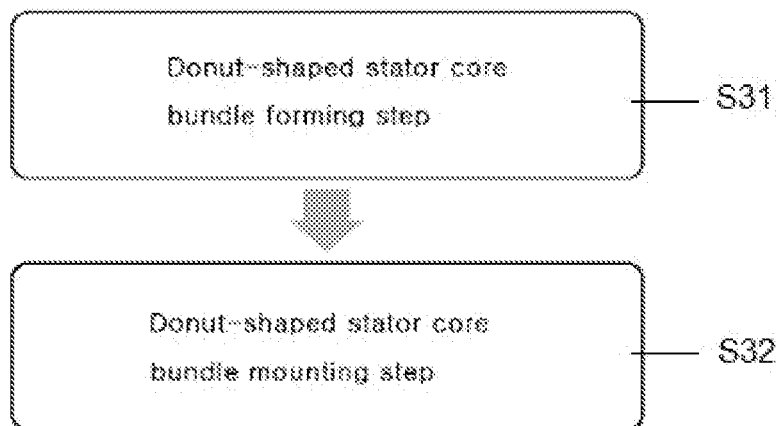 Donut-shaped stator core
bundle forming step
S31
Donut-shaped stator core
bundle mounting step
S32